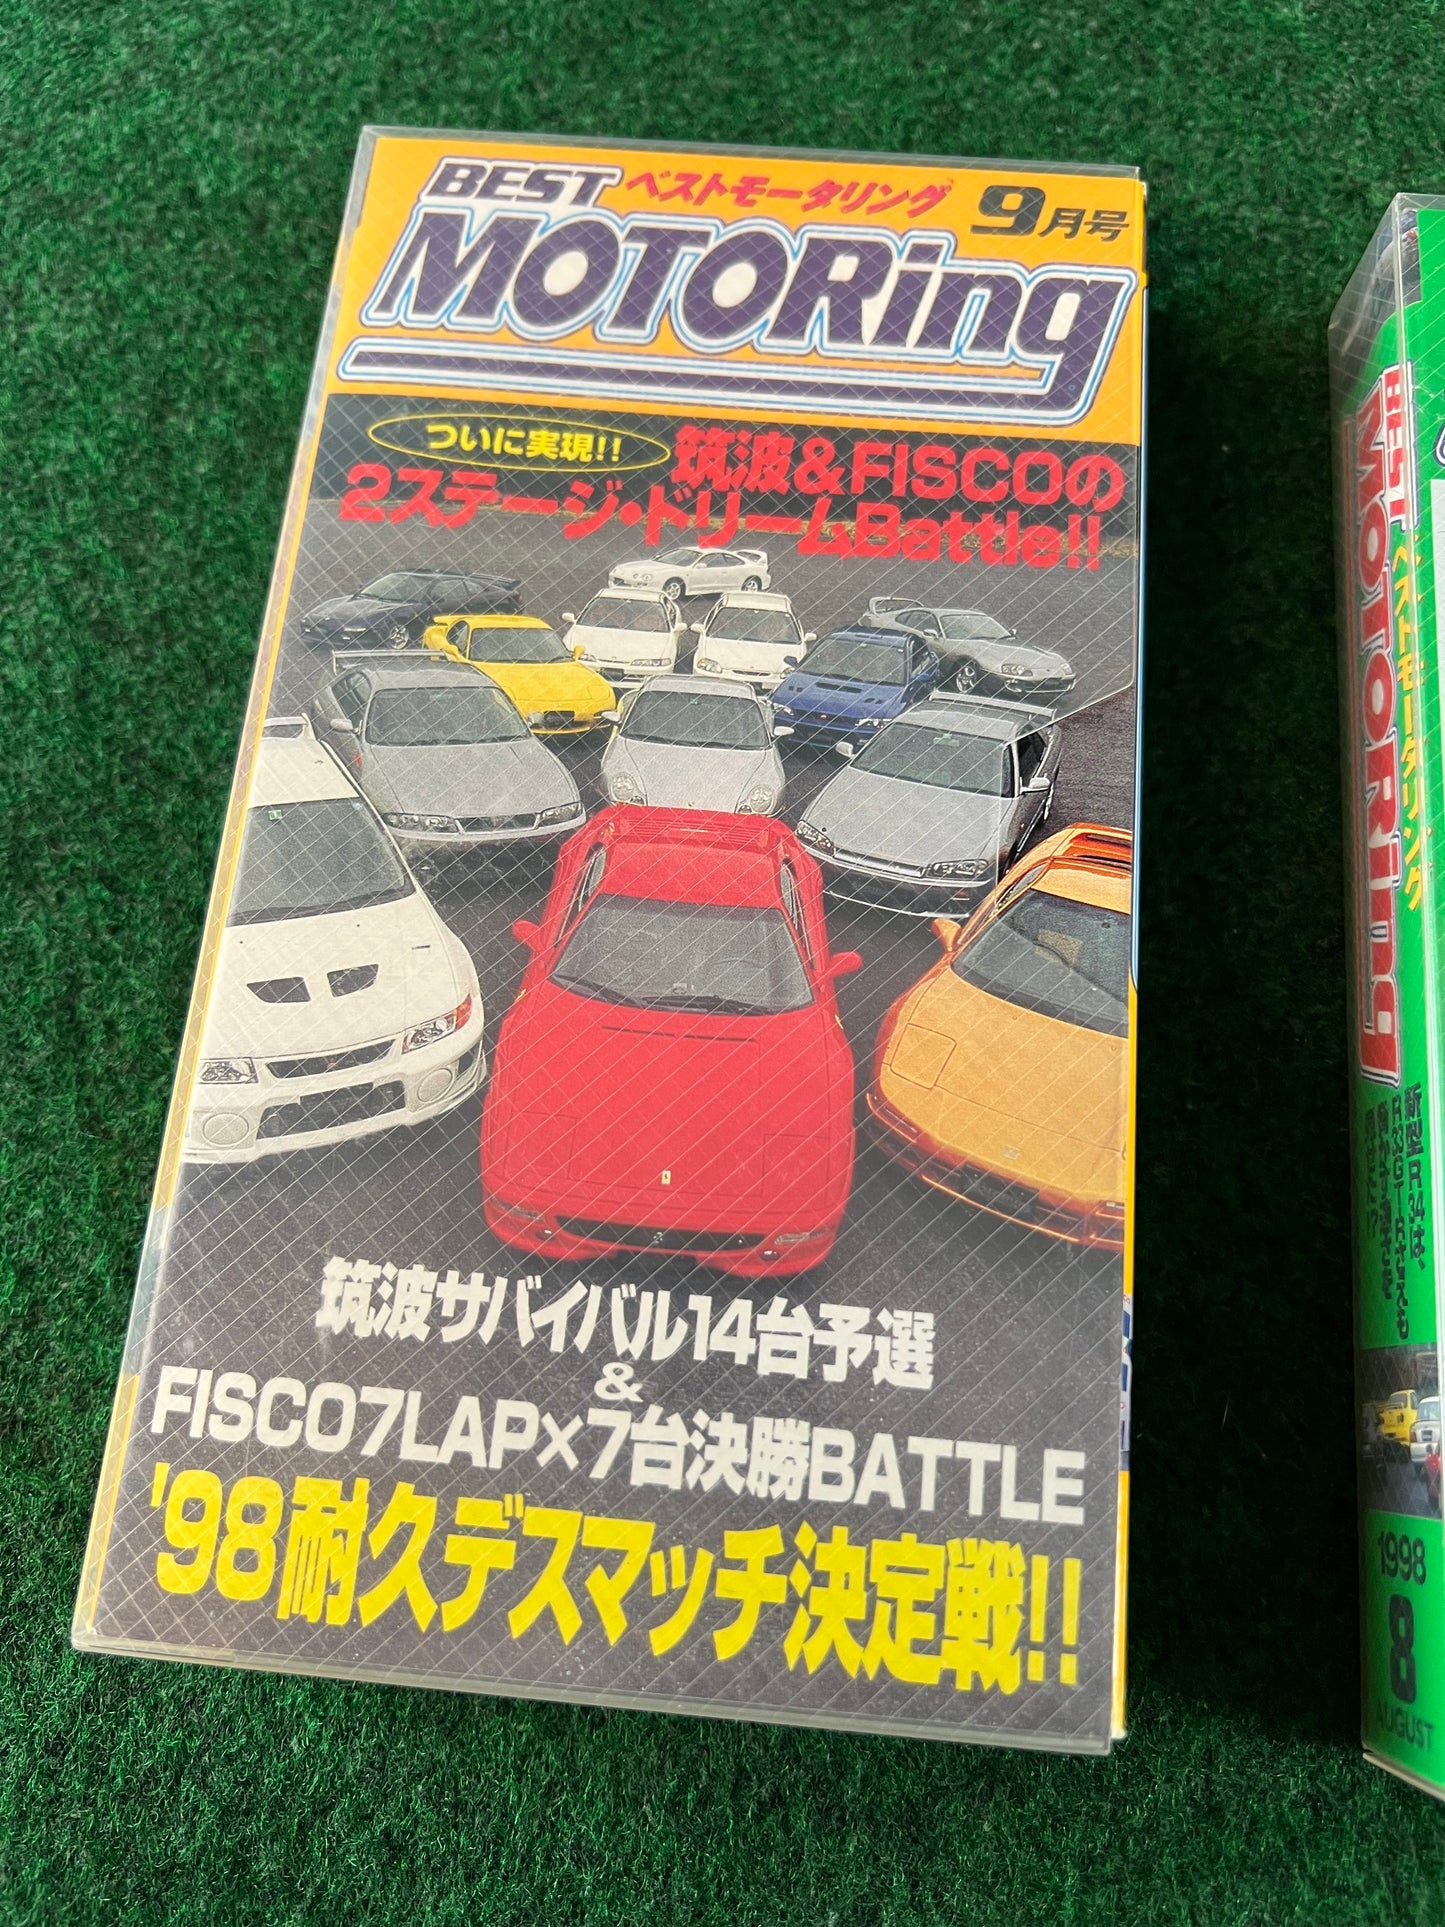 BEST ベストモータリング 9月号
MOTORing
ついに実現!! 筑波&FISCOの
2ステージ・ドリームBattle!!
筑波サバイバル14台予選
&
FISCO7LAP×7台決勝BATTLE
'98耐久デスマッチ決定戦!!
BEST
MOTORing
ベストモータリング
新型R34は、
1998
8
AUGUST